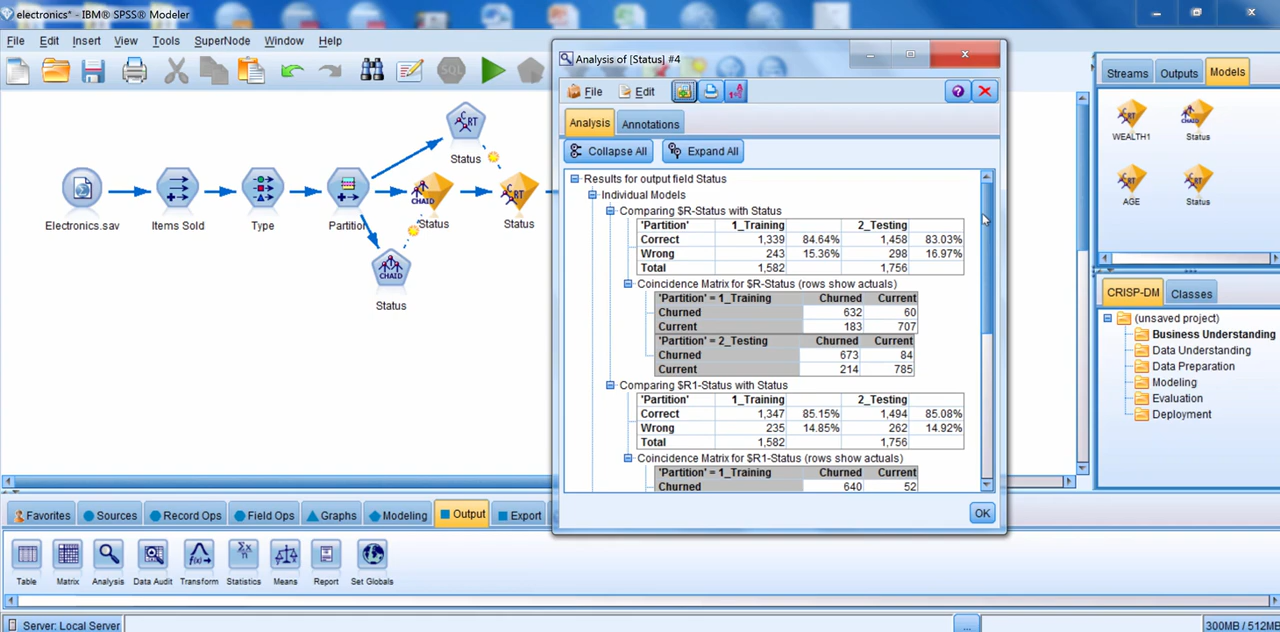 electronics* - IBM® SPSS® Modeler
File Edit Insert View Tools SuperNode Window Help
SQL
CRT
Status
Electronics.sav
Items Sold
Type
Partition
CHAID
Status
CRT
Status
CHAID
Status
Analysis of [Status] #4
File Edit
Analysis Annotations
Collapse All Expand All
Results for output field Status
Individual Models
Comparing $R-Status with Status
'Partition' 1_Training 2_Testing
Correct 1,339 84.64% 1,458 83.03%
Wrong 243 15.36% 298 16.97%
Total 1,582 1,756
Coincidence Matrix for $R-Status (rows show actuals)
'Partition' = 1_Training Churned Current
Churned 632 60
Current 183 707
'Partition' = 2_Testing Churned Current
Churned 673 84
Current 214 785
Comparing $R1-Status with Status
'Partition' 1_Training 2_Testing
Correct 1,347 85.15% 1,494 85.08%
Wrong 235 14.85% 262 14.92%
Total 1,582 1,756
Coincidence Matrix for $R1-Status (rows show actuals)
'Partition' = 1_Training Churned Current
Churned 640 52
OK
Streams Outputs Models
CRT CHAID
WEALTH1 Status
CRT CRT
AGE Status
CRISP-DM Classes
(unsaved project)
Business Understanding
Data Understanding
Data Preparation
Modeling
Evaluation
Deployment
Favorites Sources Record Ops Field Ops Graphs Modeling Output Export
Table Matrix Analysis Data Audit Transform Statistics Means Report Set Globals
Server: Local Server ... 300MB / 512MB